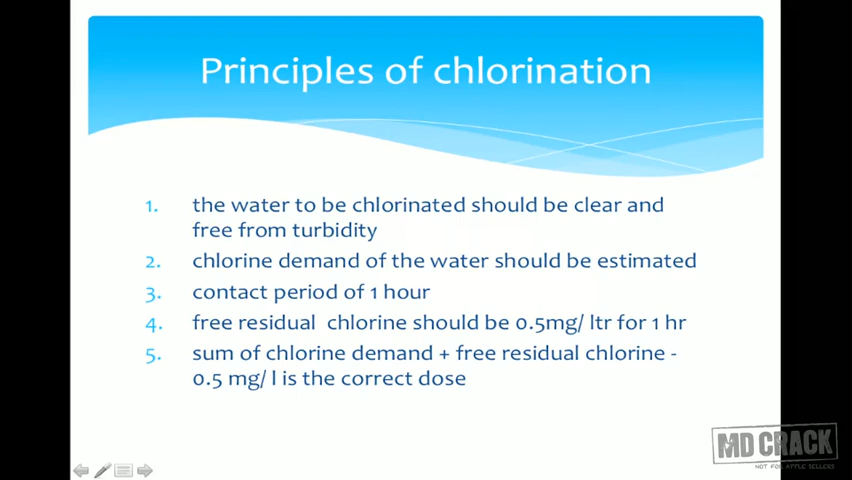 Principles of chlorination
1. the water to be chlorinated should be clear and
free from turbidity
2. chlorine demand of the water should be estimated
3. contact period of 1 hour
4. free residual chlorine should be 0.5mg/ ltr for 1 hr
5. sum of chlorine demand + free residual chlorine -
0.5 mg/ l is the correct dose
MD CRACK
NOT FOR APPLE SELLERS